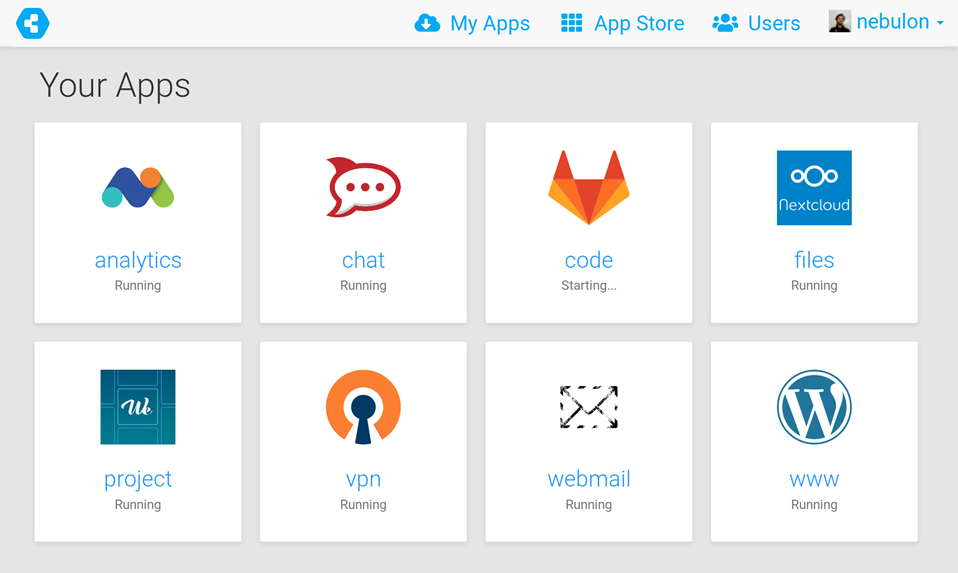 My Apps App Store Users nebulon
Your Apps
Nextcloud
analytics chat code files
Running Running Starting... Running
We
project vpn webmail www
Running Running Running Running